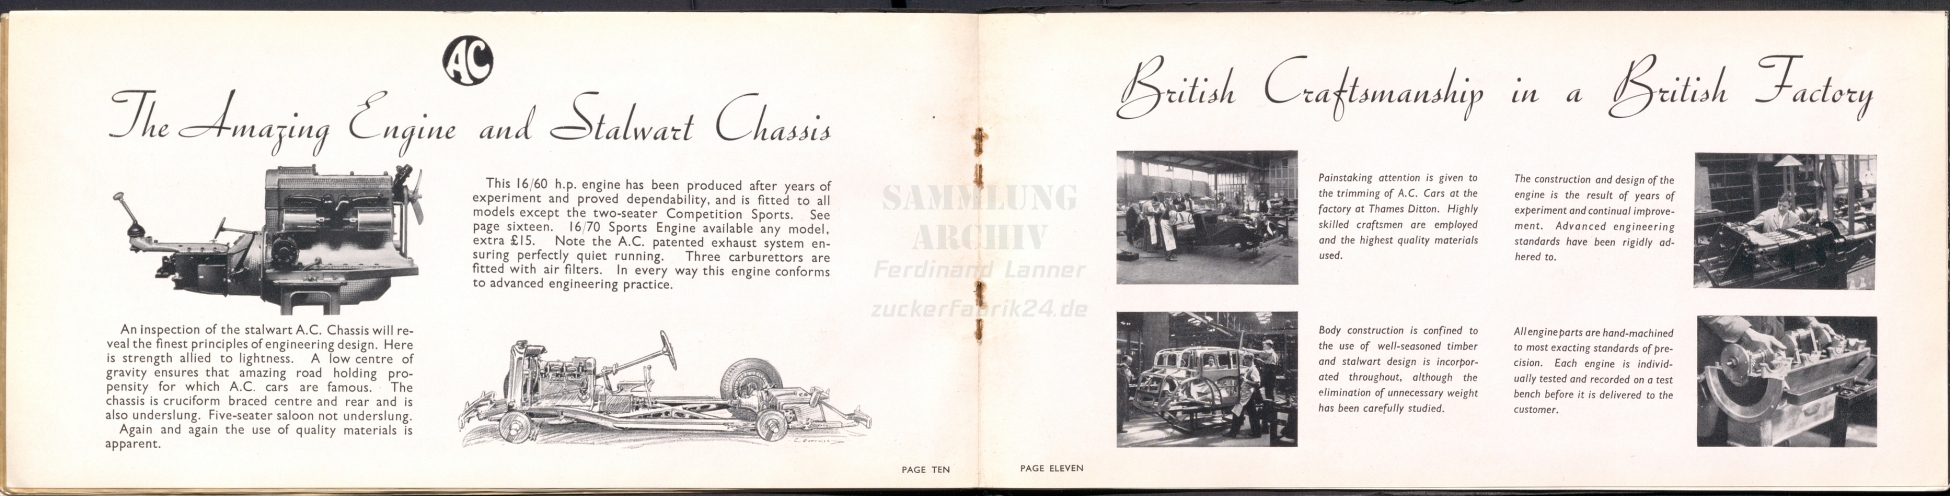 AC
The Amazing Engine and Stalwart Chassis
This 16/60 h.p. engine has been produced after years of
experiment and proved dependability, and is fitted to all
models except the two-seater Competition Sports. See
page sixteen. 16/70 Sports Engine available any model,
extra £15. Note the A.C. patented exhaust system en-
suring perfectly quiet running. Three carburettors are
fitted with air filters. In every way this engine conforms
to advanced engineering practice.
An inspection of the stalwart A.C. Chassis will re-
veal the finest principles of engineering design. Here
is strength allied to lightness. A low centre of
gravity ensures that amazing road holding pro-
pensity for which A.C. cars are famous. The
chassis is cruciform braced centre and rear and is
also underslung. Five-seater saloon not underslung.
Again and again the use of quality materials is
apparent.
PAGE TEN
SAMMLUNG
ARCHIV
Ferdinand Lanner
zuckerfabrik24.de
British Craftsmanship in a British Factory
Painstaking attention is given to
the trimming of A.C. Cars at the
factory at Thames Ditton. Highly
skilled craftsmen are employed
and the highest quality materials
used.
The construction and design of the
engine is the result of years of
experiment and continual improve-
ment. Advanced engineering
standards have been rigidly ad-
hered to.
Body construction is confined to
the use of well-seasoned timber
and stalwart design is incorpor-
ated throughout, although the
elimination of unnecessary weight
has been carefully studied.
All engine parts are hand-machined
to most exacting standards of pre-
cision. Each engine is individ-
ually tested and recorded on a test
bench before it is delivered to the
customer.
PAGE ELEVEN